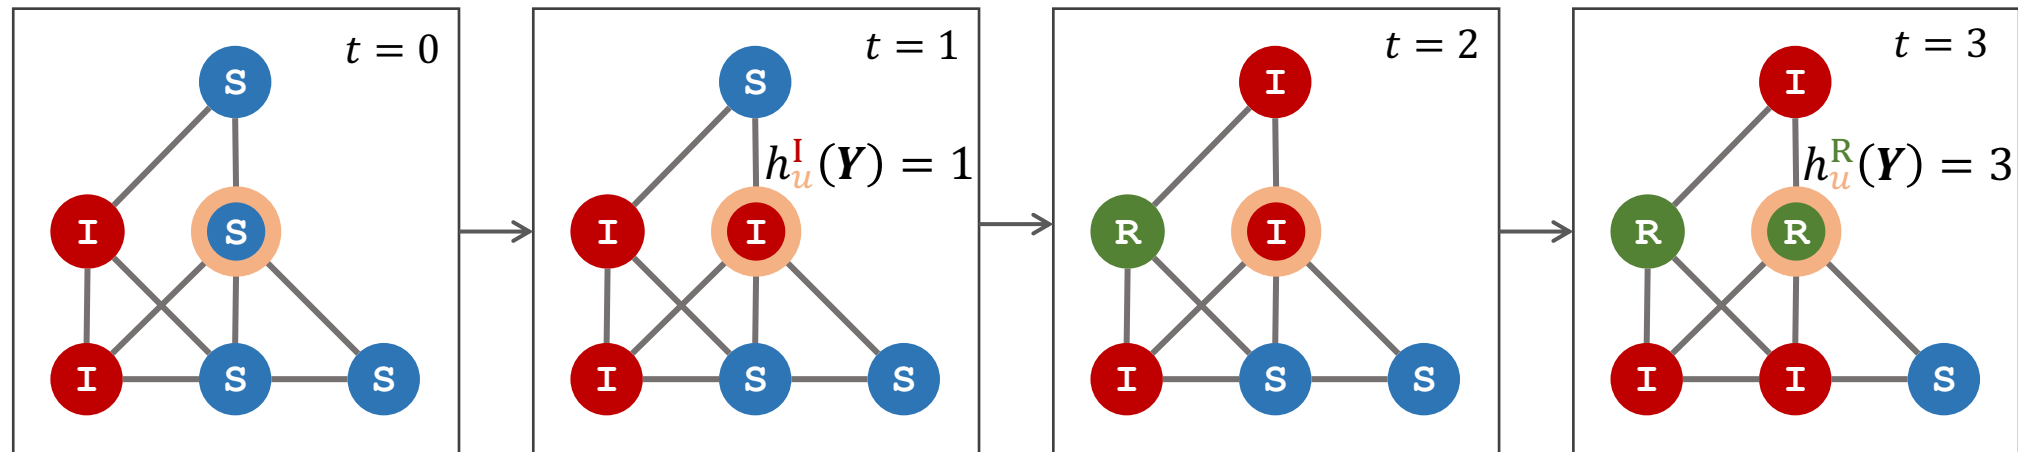 t = 0
S
I S
I S S
t = 1
S
h_u^I(Y) = 1
I I
I S S
t = 2
I
R I
I S S
t = 3
I
h_u^R(Y) = 3
R R
I I S